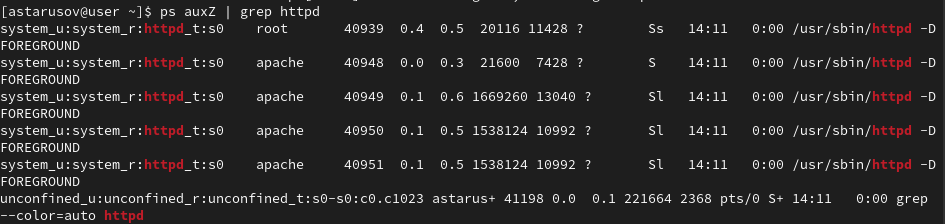 [astarusov@user ~]$ ps auxZ | grep httpd
system_u:system_r:httpd_t:s0    root       40939  0.4  0.5  20116 11428 ?        Ss   14:11   0:00 /usr/sbin/httpd -D
FOREGROUND
system_u:system_r:httpd_t:s0    apache     40948  0.0  0.3  21600  7428 ?        S    14:11   0:00 /usr/sbin/httpd -D
FOREGROUND
system_u:system_r:httpd_t:s0    apache     40949  0.1  0.6 1669260 13040 ?       Sl   14:11   0:00 /usr/sbin/httpd -D
FOREGROUND
system_u:system_r:httpd_t:s0    apache     40950  0.1  0.5 1538124 10992 ?       Sl   14:11   0:00 /usr/sbin/httpd -D
FOREGROUND
system_u:system_r:httpd_t:s0    apache     40951  0.1  0.5 1538124 10992 ?       Sl   14:11   0:00 /usr/sbin/httpd -D
FOREGROUND
unconfined_u:unconfined_r:unconfined_t:s0-s0:c0.c1023 astarus+ 41198 0.0  0.1 221664 2368 pts/0 S+ 14:11   0:00 grep
--color=auto httpd